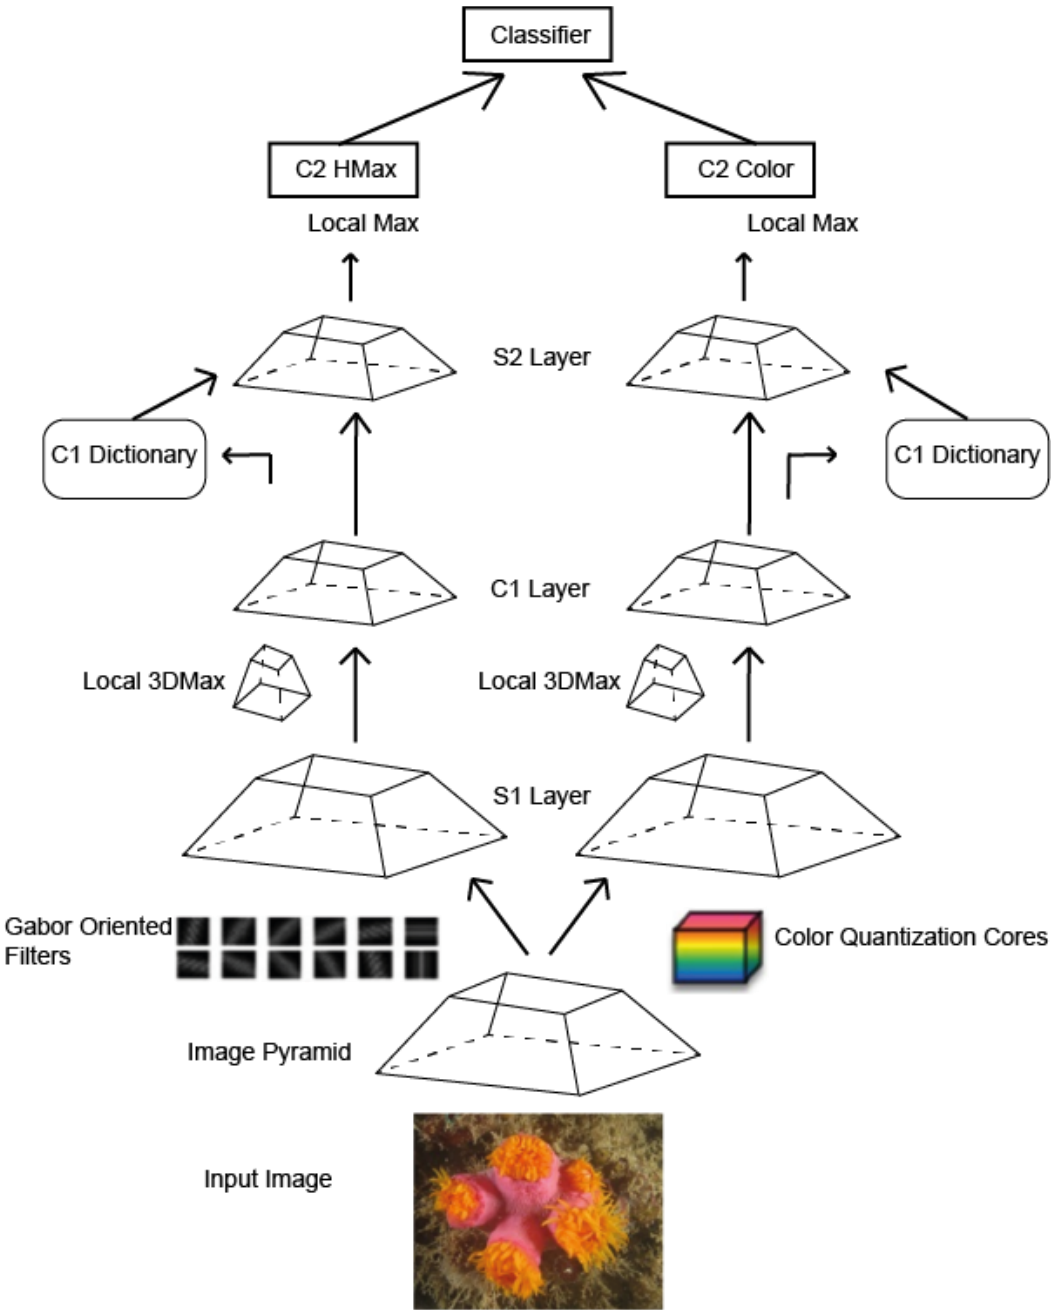 Classifier
C2 HMax
C2 Color
Local Max
Local Max
S2 Layer
C1 Dictionary
C1 Dictionary
C1 Layer
Local 3DMax
Local 3DMax
S1 Layer
Gabor Oriented
Filters
Color Quantization Cores
Image Pyramid
Input Image